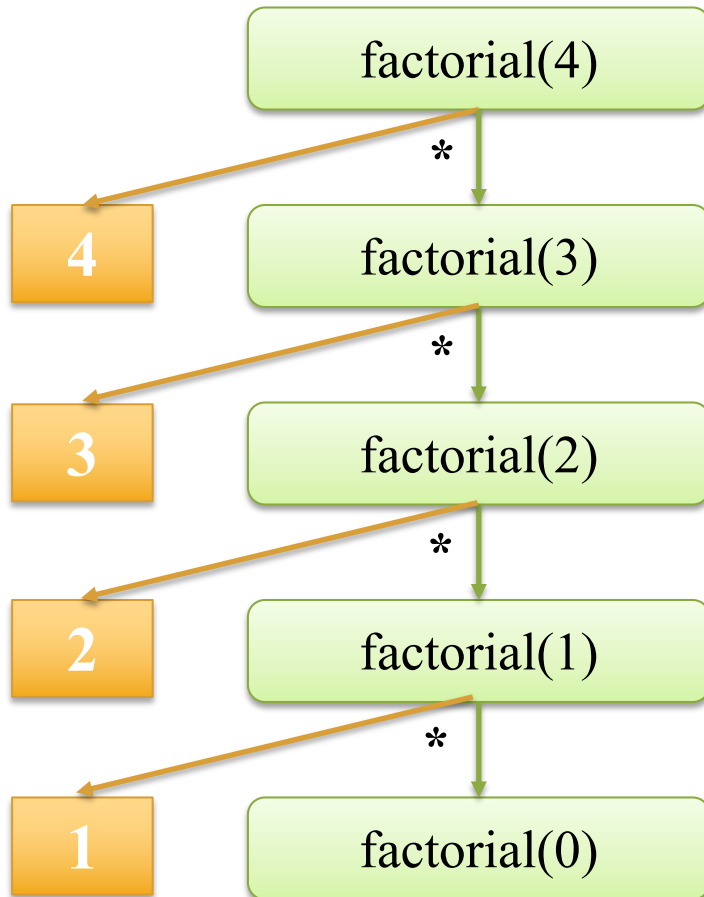 factorial(4)
*
4
factorial(3)
*
3
factorial(2)
*
2
factorial(1)
*
1
factorial(0)